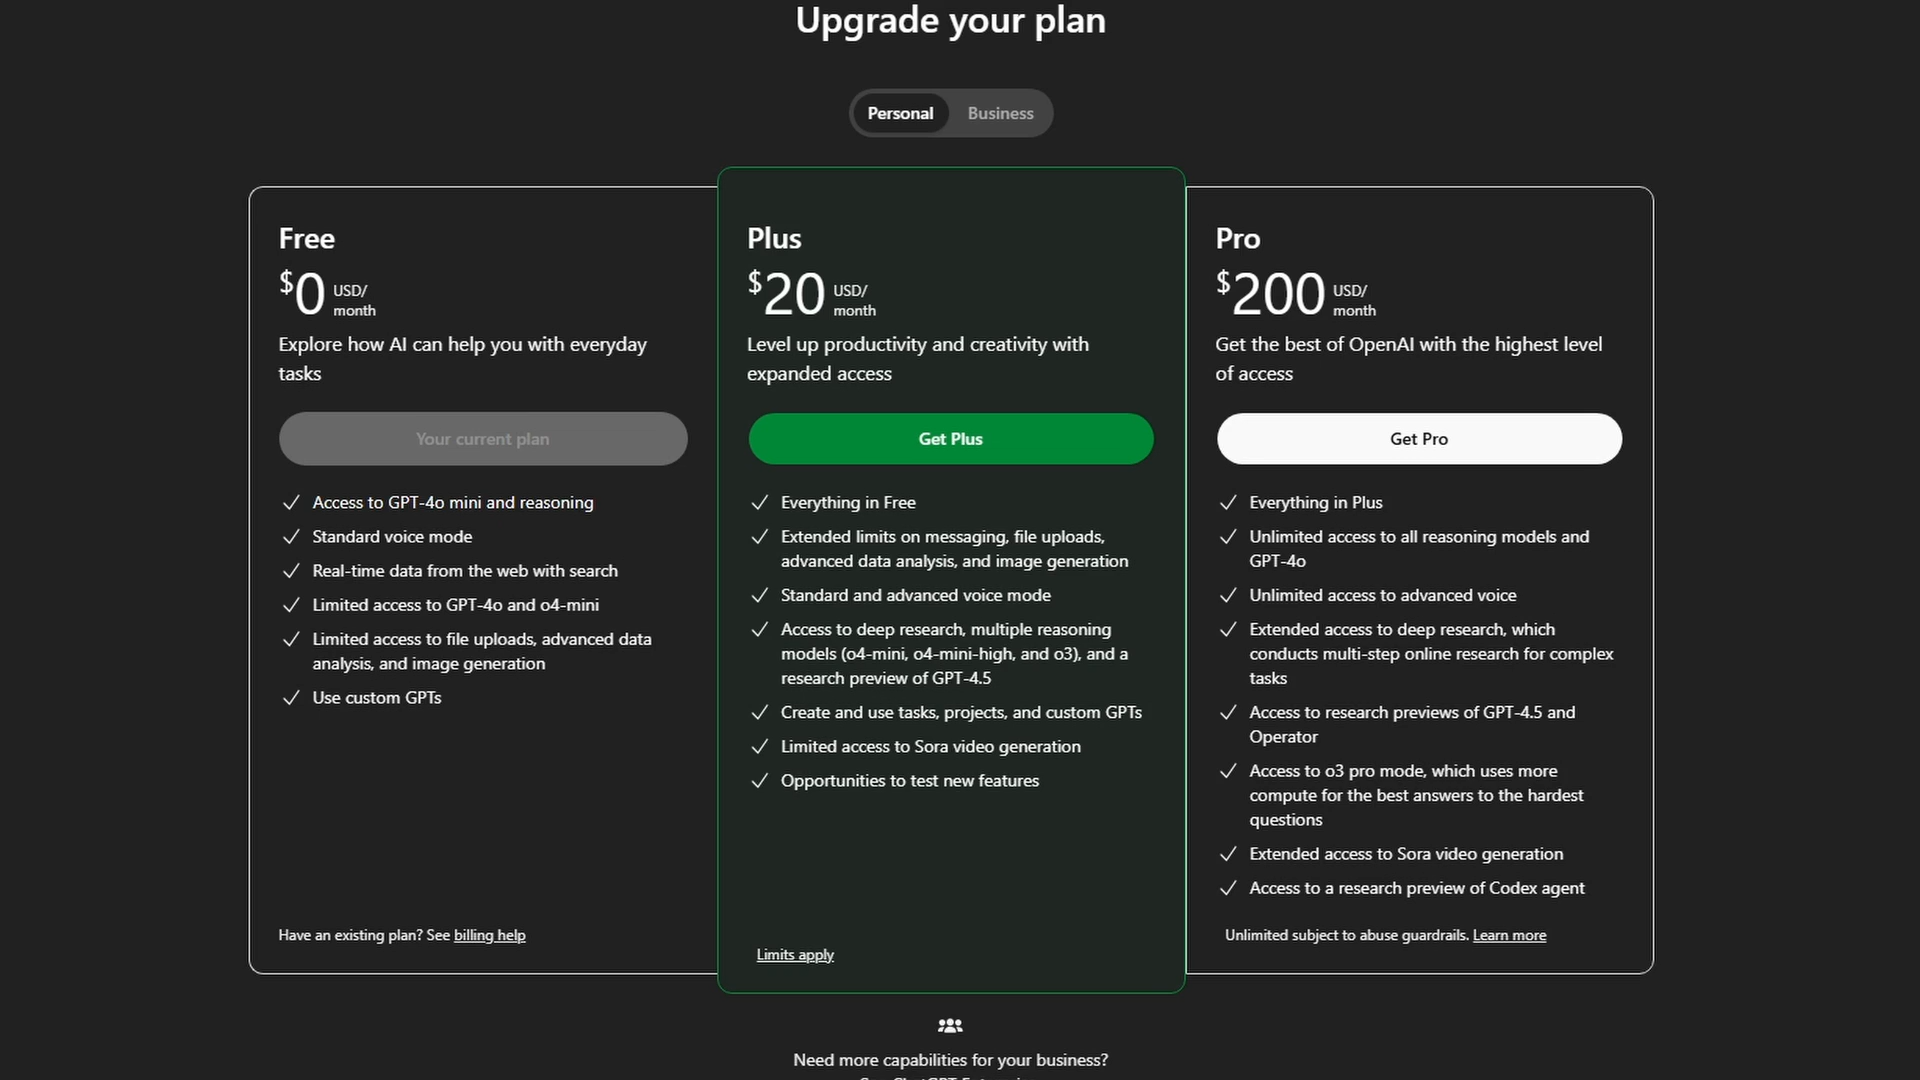 Upgrade your plan
Personal
Business
Free
$0 USD/
month
Explore how AI can help you with everyday
tasks
Your current plan
Access to GPT-4o mini and reasoning
Standard voice mode
Real-time data from the web with search
Limited access to GPT-4o and o4-mini
Limited access to file uploads, advanced data
analysis, and image generation
Use custom GPTs
Have an existing plan? See billing help
Plus
$20 USD/
month
Level up productivity and creativity with
expanded access
Get Plus
Everything in Free
Extended limits on messaging, file uploads,
advanced data analysis, and image generation
Standard and advanced voice mode
Access to deep research, multiple reasoning
models (o4-mini, o4-mini-high, and o3), and a
research preview of GPT-4.5
Create and use tasks, projects, and custom GPTs
Limited access to Sora video generation
Opportunities to test new features
Limits apply
Pro
$200 USD/
month
Get the best of OpenAI with the highest level
of access
Get Pro
Everything in Plus
Unlimited access to all reasoning models and
GPT-4o
Unlimited access to advanced voice
Extended access to deep research, which
conducts multi-step online research for complex
tasks
Access to research previews of GPT-4.5 and
Operator
Access to o3 pro mode, which uses more
compute for the best answers to the hardest
questions
Extended access to Sora video generation
Access to a research preview of Codex agent
Unlimited subject to abuse guardrails. Learn more
Need more capabilities for your business?